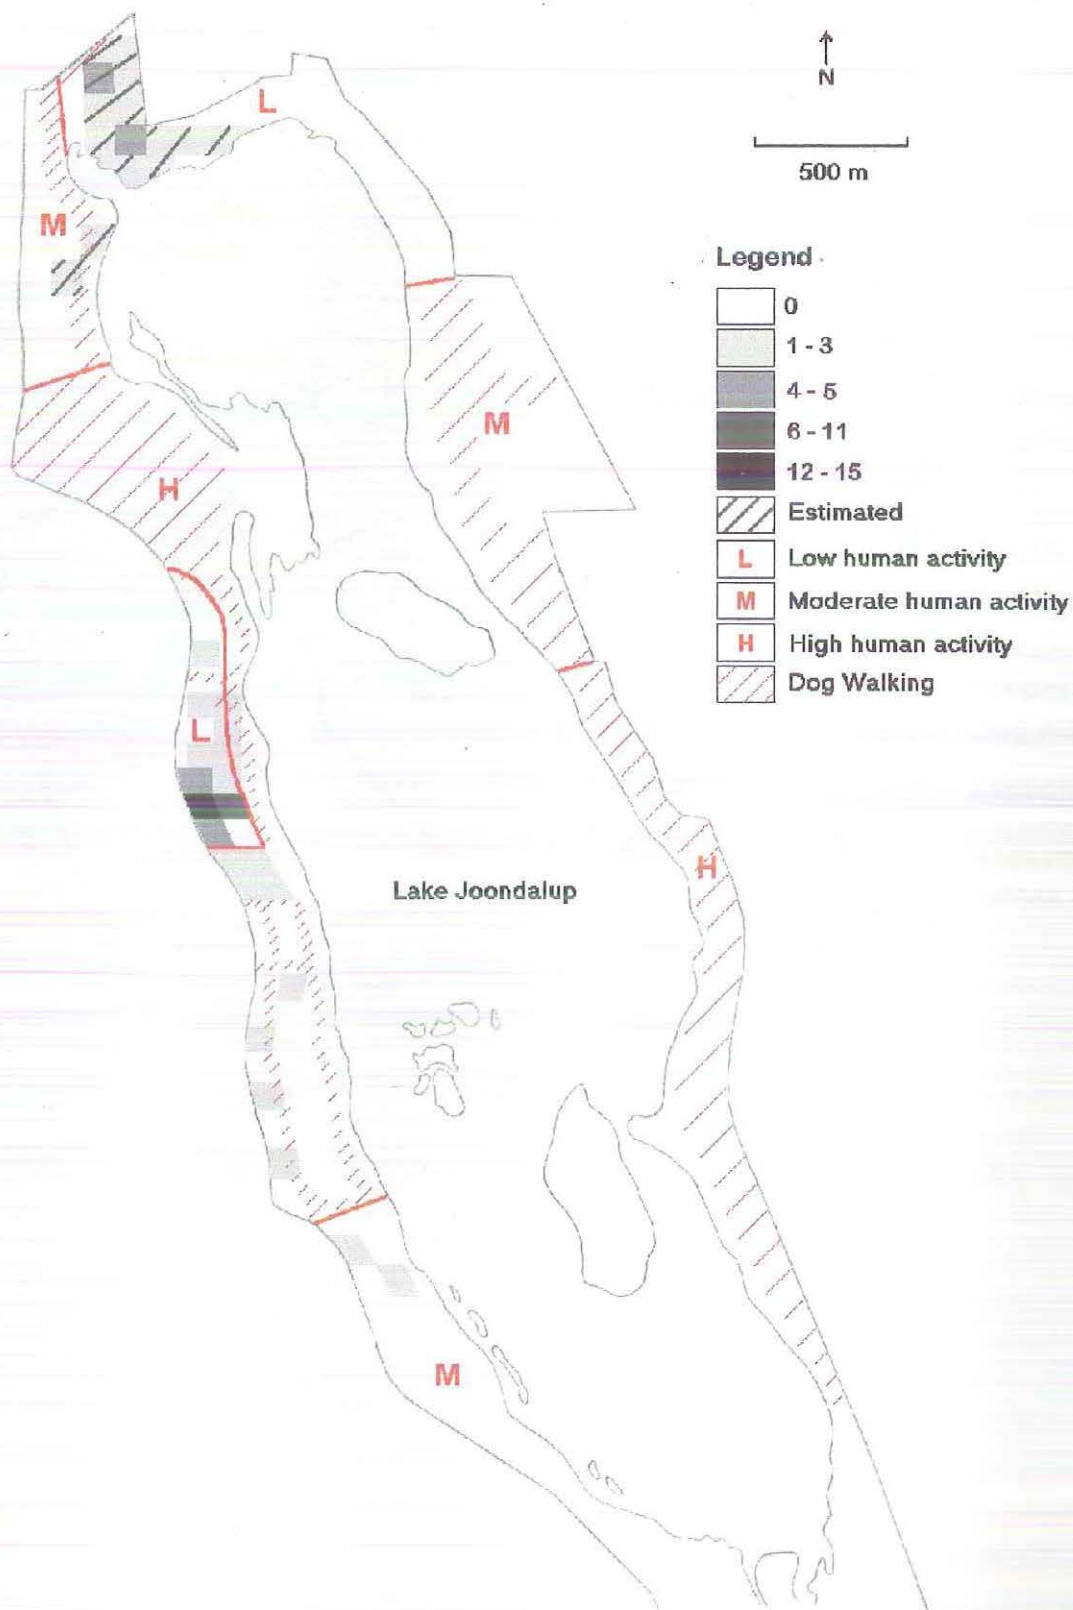 N
500 m
L
M
Legend
0
1 - 3
4 - 5
6 - 11
12 - 15
Estimated
L Low human activity
M Moderate human activity
H High human activity
Dog Walking
M
H
L
H
Lake Joondalup
M